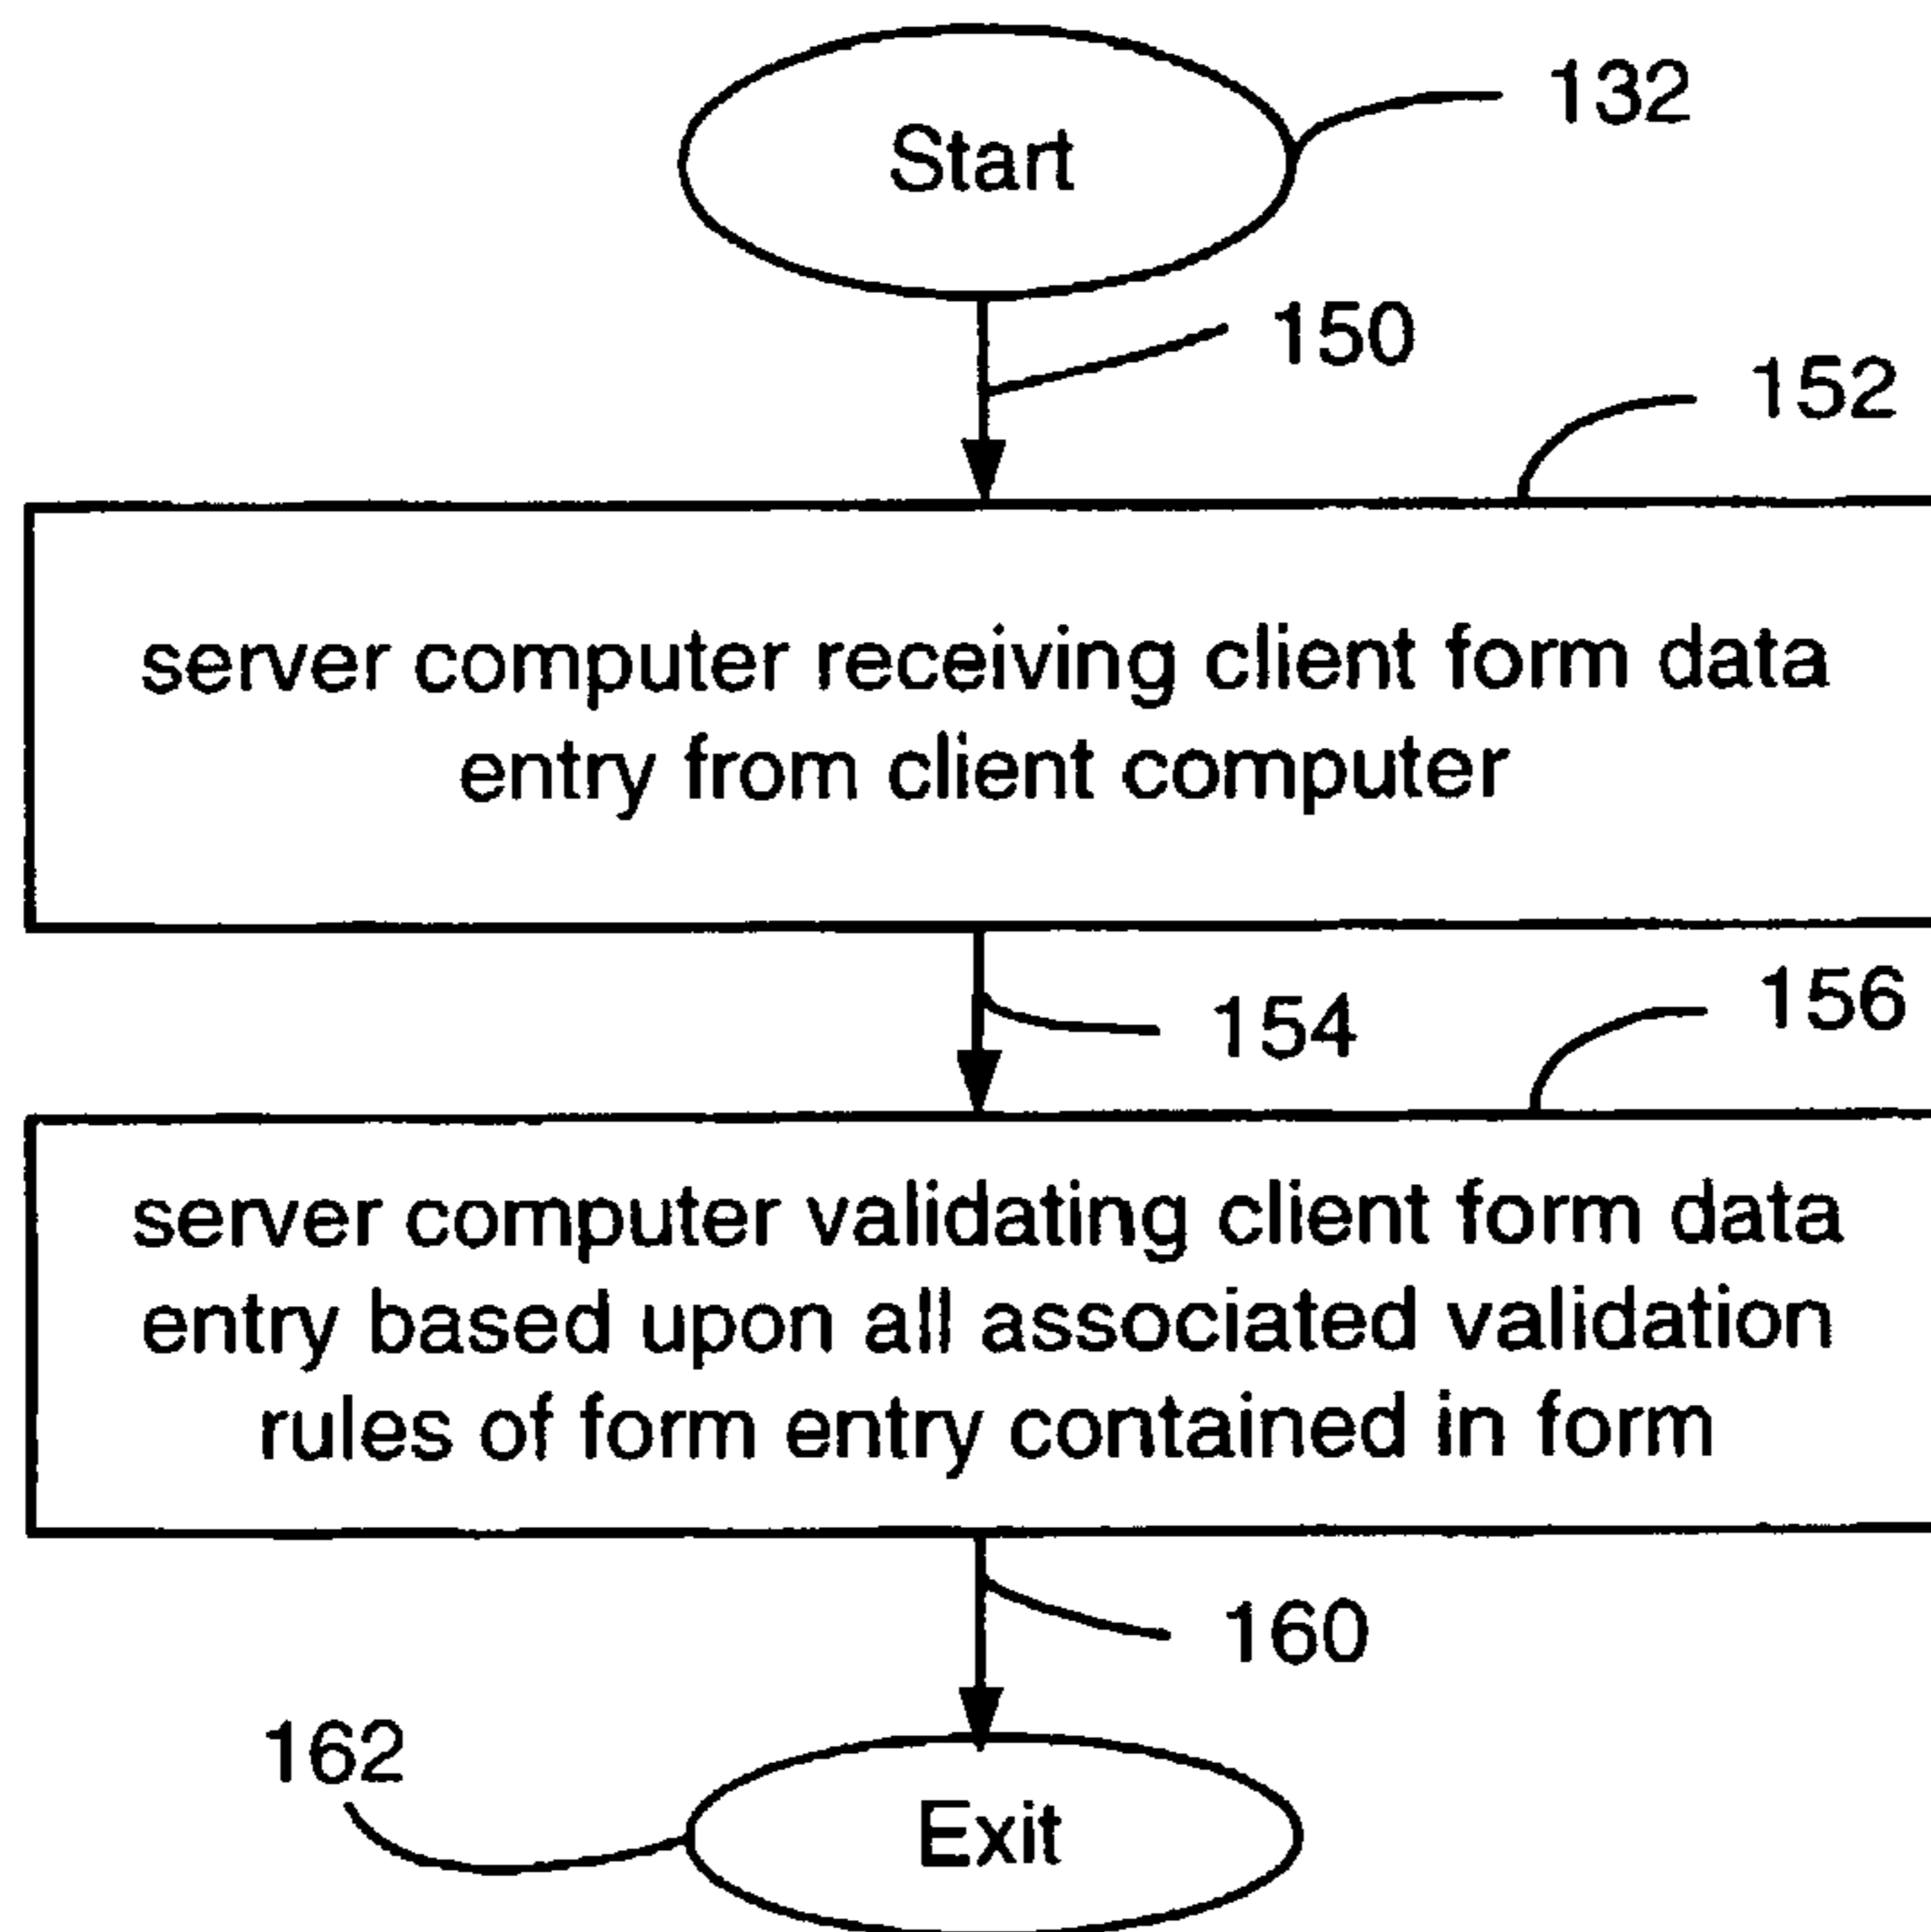 Start
132
150
152
server computer receiving client form data
entry from client computer
154
156
server computer validating client form data
entry based upon all associated validation
rules of form entry contained in form
160
162
Exit